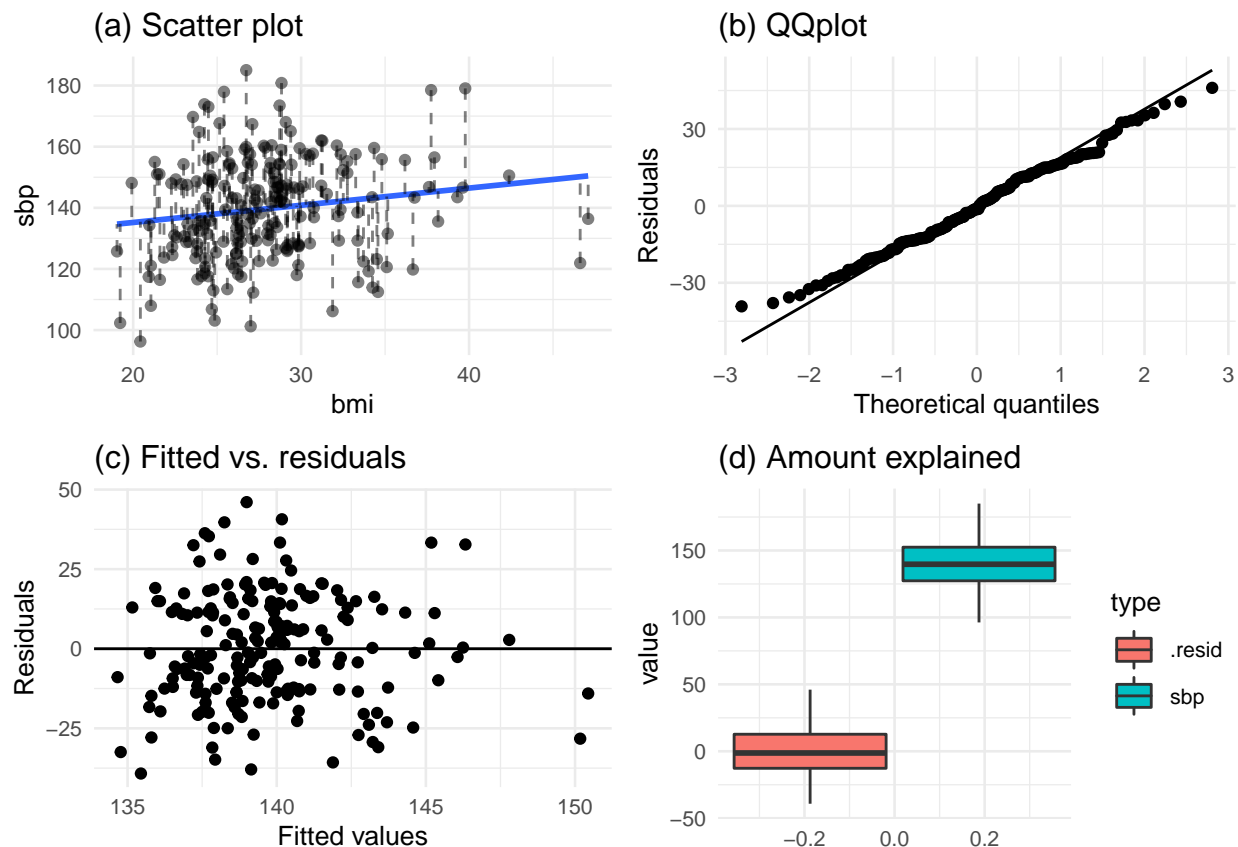 (a) Scatter plot
180
160
140
120
100
sbp
20 30 40
bmi
(b) QQplot
30
0
−30
Residuals
−3 −2 −1 0 1 2 3
Theoretical quantiles
(c) Fitted vs. residuals
50
25
0
−25
Residuals
135 140 145 150
Fitted values
(d) Amount explained
150
100
50
0
−50
value
−0.2 0.0 0.2
type
.resid
sbp